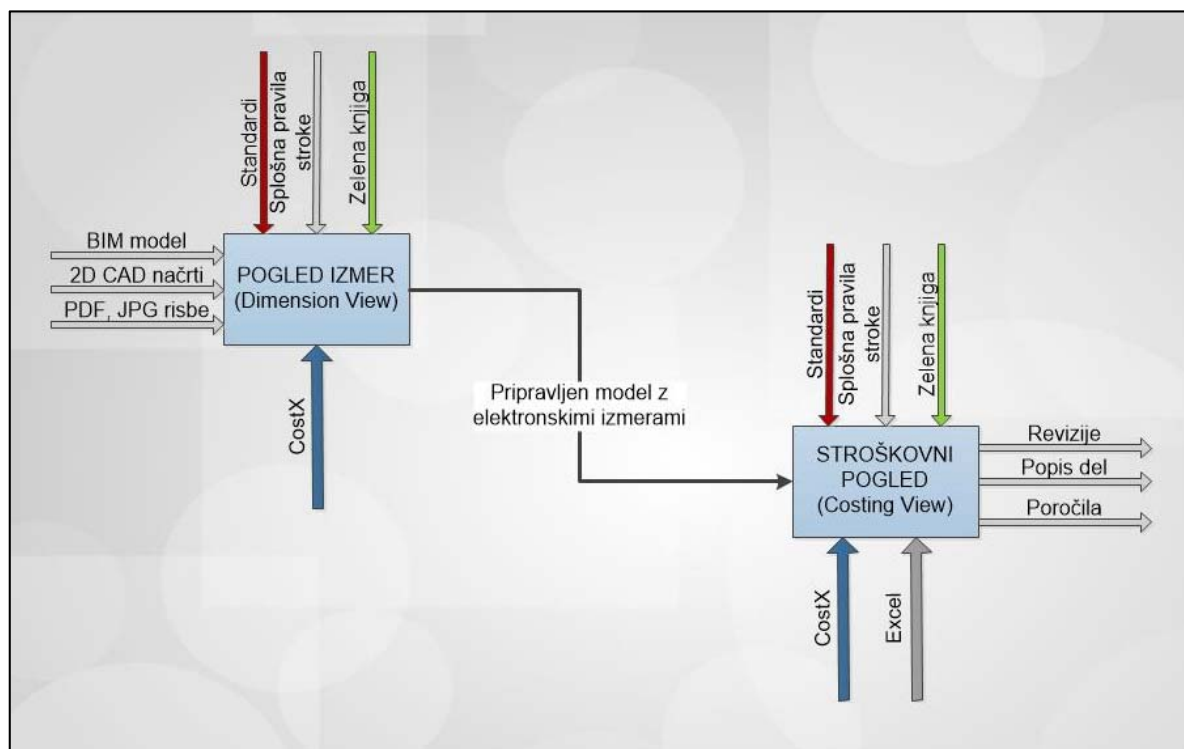 Standardi
Splošna pravila
stroke
Zelena knjiga
BIM model
2D CAD načrti
PDF, JPG risbe
POGLED IZMER
(Dimension View)
CostX
Pripravljen model z
elektronskimi izmerami
Standardi
Splošna pravila
stroke
Zelena knjiga
STROŠKOVNI
POGLED
(Costing View)
Revizije
Popis del
Poročila
CostX
Excel